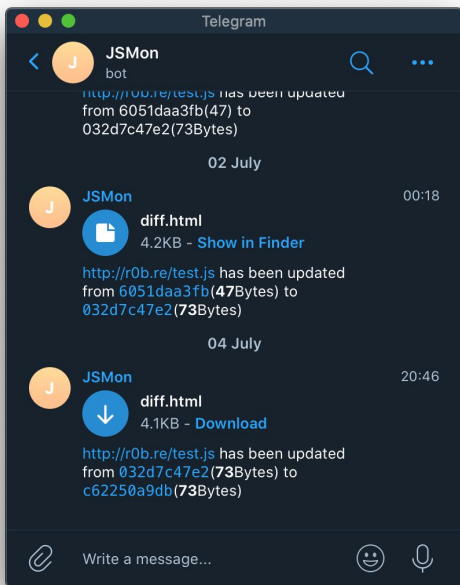 Telegram
J
JSMon
bot
http://r0b.re/test.js has been updated
from 6051daa3fb(47) to
032d7c47e2(73Bytes)
02 July
J
JSMon 00:18
diff.html
4.2KB - Show in Finder
http://r0b.re/test.js has been updated
from 6051daa3fb(47Bytes) to
032d7c47e2(73Bytes)
04 July
J
JSMon 20:46
diff.html
4.1KB - Download
http://r0b.re/test.js has been updated
from 032d7c47e2(73Bytes) to
c62250a9db(73Bytes)
Write a message...